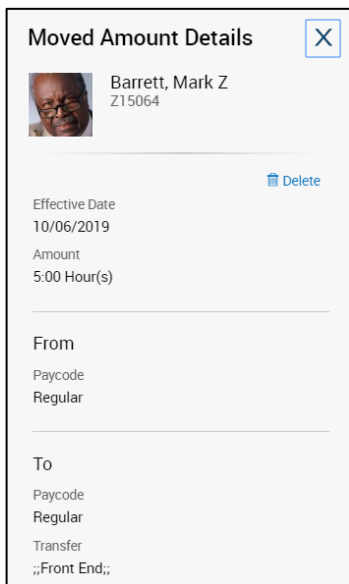 Moved Amount Details
X
Barrett, Mark Z
Z15064
Delete
Effective Date
10/06/2019
Amount
5:00 Hour(s)
From
Paycode
Regular
To
Paycode
Regular
Transfer
;;Front End;;